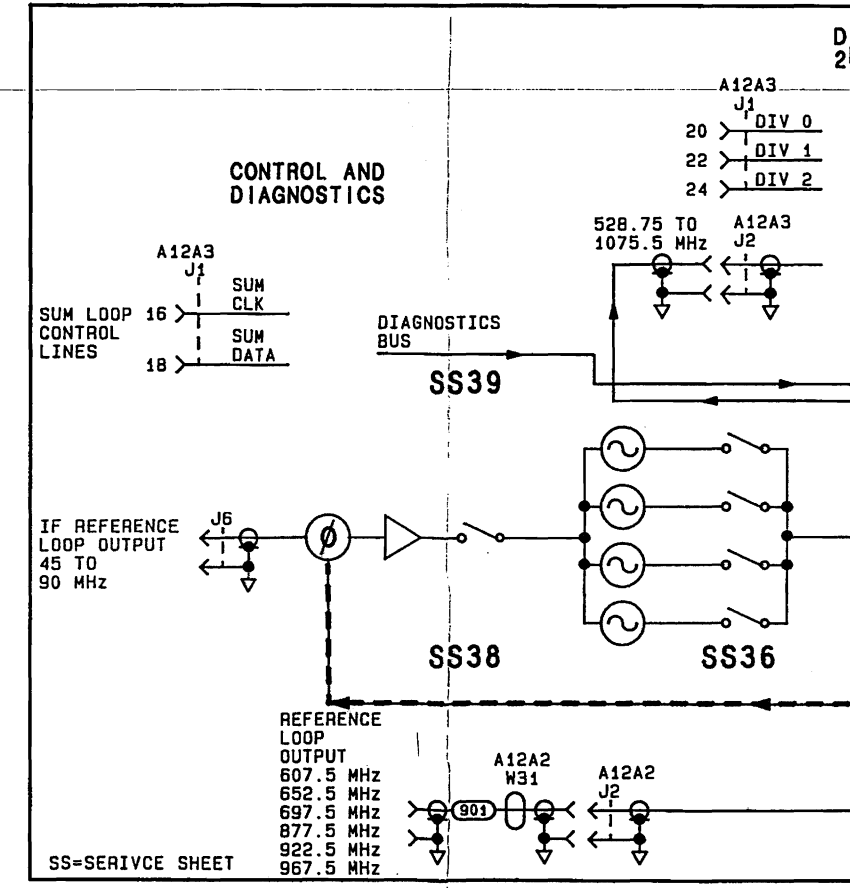 D
2
A12A3
J1
20 DIV 0
22 DIV 1
24 DIV 2
CONTROL AND
DIAGNOSTICS
528.75 TO
1075.5 MHz
A12A3
J2
A12A3
J1
SUM LOOP
CONTROL
LINES
16
SUM
CLK
18
SUM
DATA
DIAGNOSTICS
BUS
SS39
IF REFERENCE
LOOP OUTPUT
45 TO
90 MHz
J6
Ø
SS38
SS36
REFERENCE
LOOP
OUTPUT
607.5 MHz
652.5 MHz
697.5 MHz
877.5 MHz
922.5 MHz
967.5 MHz
901
A12A2
W31
A12A2
J2
SS=SERIVCE SHEET